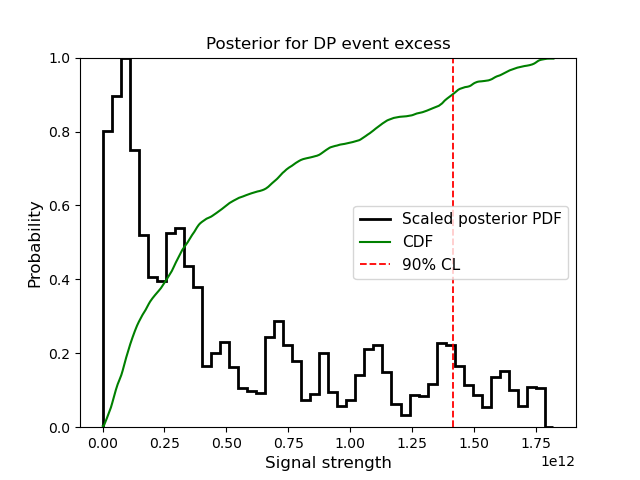 Posterior for DP event excess
Probability
1.0
0.8
0.6
0.4
0.2
0.0
Scaled posterior PDF
CDF
90% CL
0.00 0.25 0.50 0.75 1.00 1.25 1.50 1.75
1e12
Signal strength